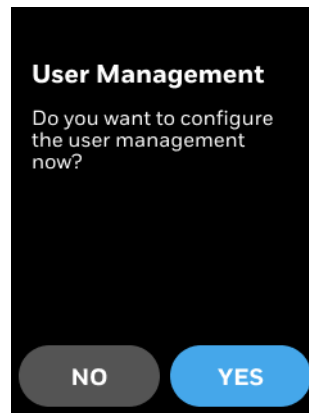 User Management
Do you want to configure
the user management
now?
NO
YES